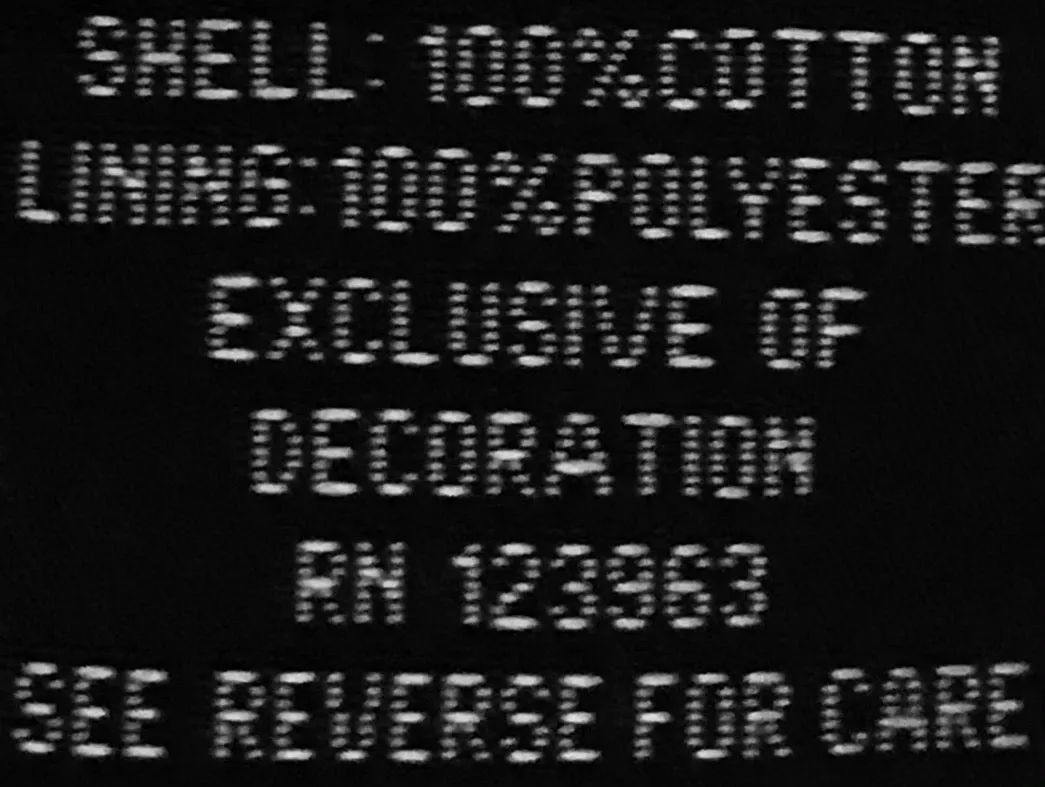 SHELL: 100%COTTON
LINING:100%POLYESTER
EXCLUSIVE OF
DECORATION
RN 123963
SEE REVERSE FOR CARE